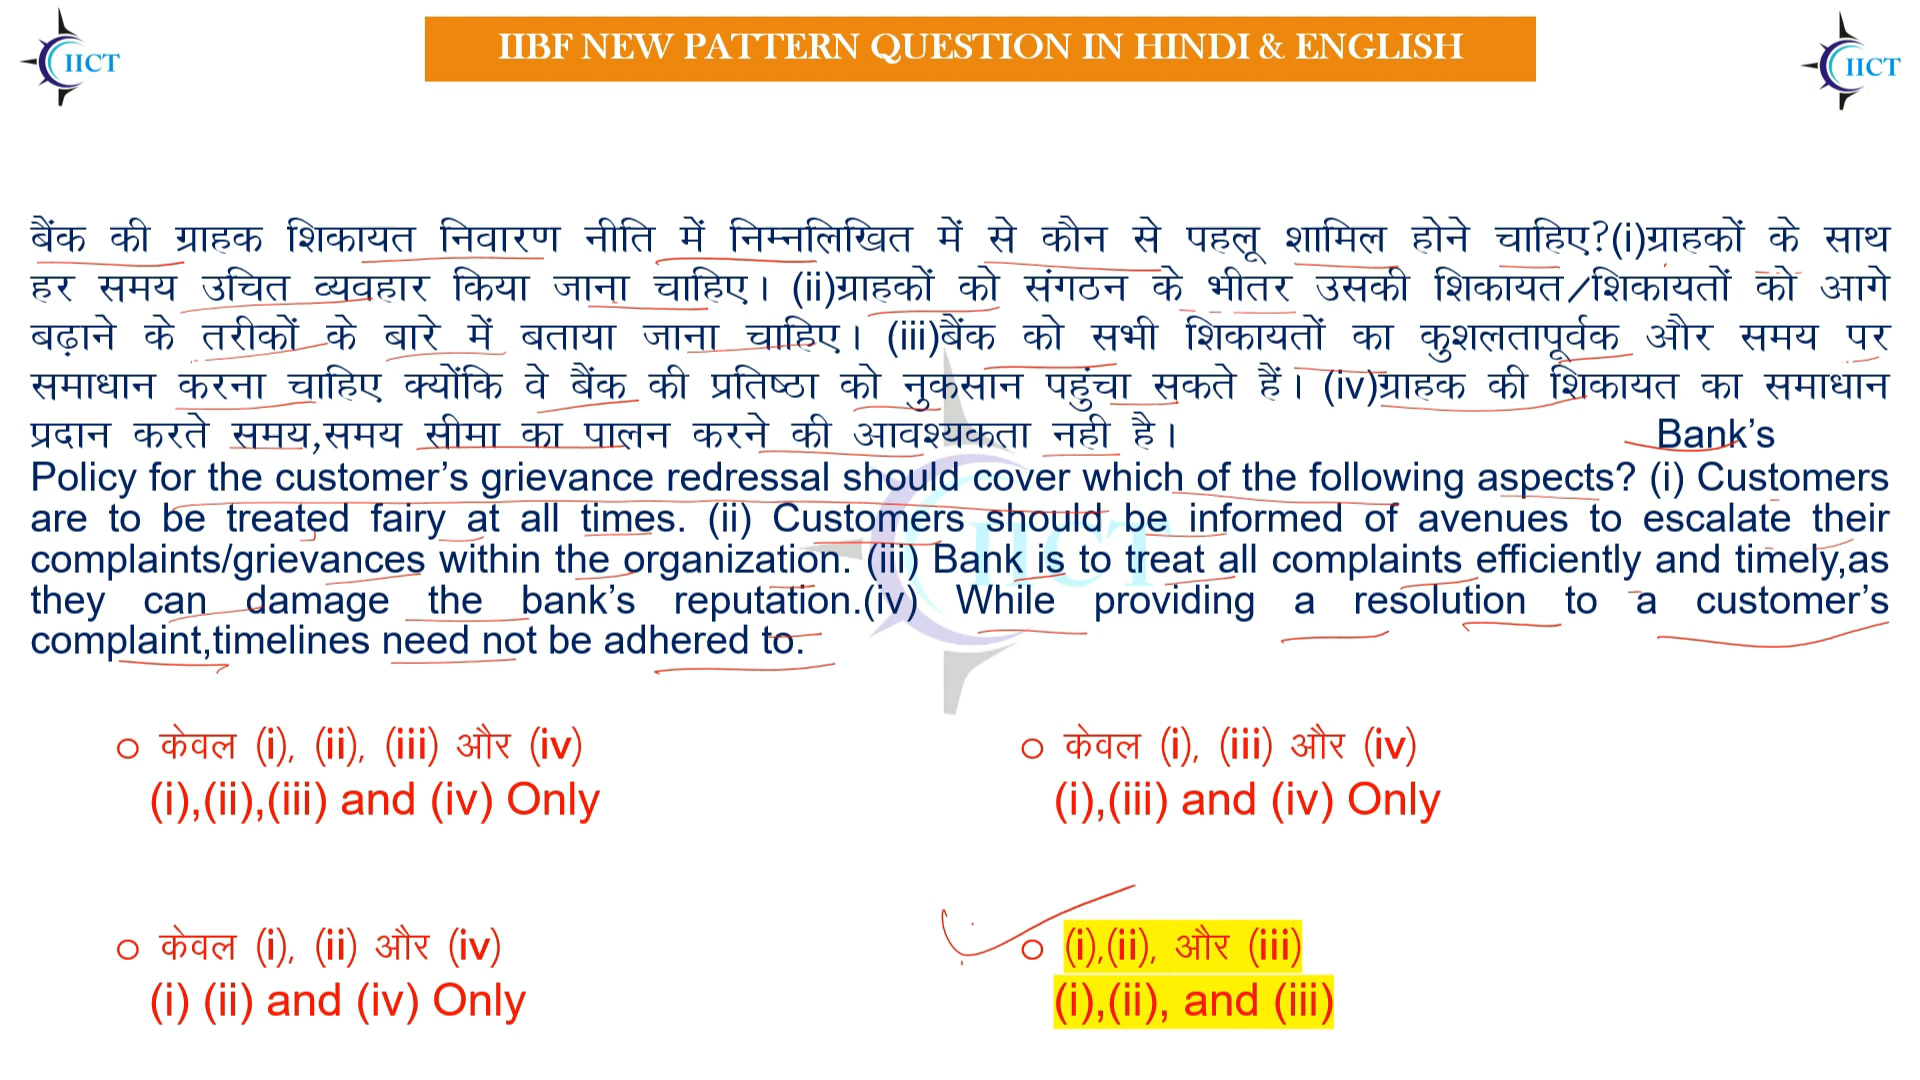 IICT
IIBF NEW PATTERN QUESTION IN HINDI & ENGLISH
IICT
बैंक की ग्राहक शिकायत निवारण नीति में निम्नलिखित में से कौन से पहलू शामिल होने चाहिए?(i)ग्राहकों के साथ
हर समय उचित व्यवहार किया जाना चाहिए। (ii)ग्राहकों को संगठन के भीतर उसकी शिकायत/शिकायतों को आगे
बढ़ाने के तरीकों के बारे में बताया जाना चाहिए। (iii)बैंक को सभी शिकायतों का कुशलतापूर्वक और समय पर
समाधान करना चाहिए क्योंकि वे बैंक की प्रतिष्ठा को नुकसान पहुंचा सकते हैं। (iv)ग्राहक की शिकायत का समाधान
प्रदान करते समय,समय सीमा का पालन करने की आवश्यकता नही है। Bank's
Policy for the customer's grievance redressal should cover which of the following aspects? (i) Customers
are to be treated fairy at all times. (ii) Customers should be informed of avenues to escalate their
complaints/grievances within the organization. (iii) Bank is to treat all complaints efficiently and timely,as
they can damage the bank's reputation.(iv) While providing a resolution to a customer's
complaint,timelines need not be adhered to.
IICT
केवल (i), (ii), (iii) और (iv)
(i),(ii),(iii) and (iv) Only
केवल (i), (iii) और (iv)
(i),(iii) and (iv) Only
केवल (i), (ii) और (iv)
(i) (ii) and (iv) Only
(i),(ii), और (iii)
(i),(ii), and (iii)